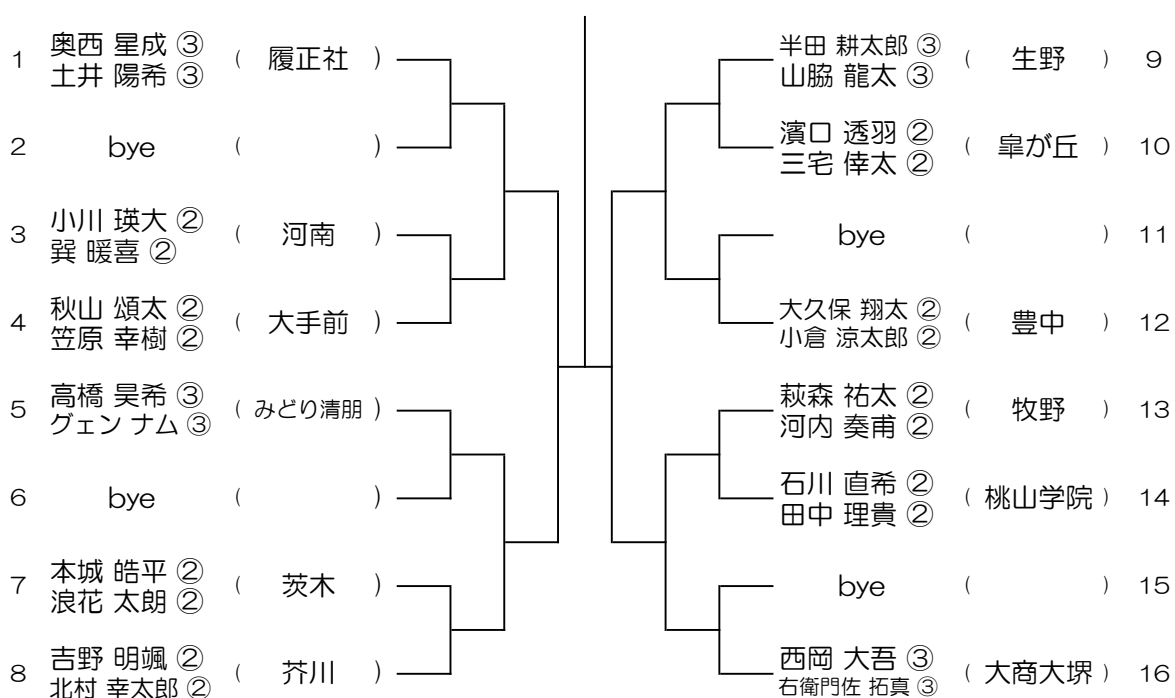 1 奥西 星成 ③ 土井 陽希 ③ ( 履正社 )
2 bye ( )
3 小川 瑛大 ② 巽 暖喜 ② ( 河南 )
4 秋山 頌太 ② 笠原 幸樹 ② ( 大手前 )
5 高橋 昊希 ③ グェン ナム ③ ( みどり清朋 )
6 bye ( )
7 本城 皓平 ② 浪花 太朗 ② ( 茨木 )
8 吉野 明颯 ② 北村 幸太郎 ② ( 芥川 )
半田 耕太郎 ③ 山脇 龍太 ③ ( 生野 ) 9
濱口 透羽 ② 三宅 倖太 ② ( 皐が丘 ) 10
bye ( ) 11
大久保 翔太 ② 小倉 涼太郎 ② ( 豊中 ) 12
萩森 祐太 ② 河内 奏甫 ② ( 牧野 ) 13
石川 直希 ② 田中 理貴 ② ( 桃山学院 ) 14
bye ( ) 15
西岡 大吾 ③ 右衛門佐 拓真 ③ ( 大商大堺 ) 16